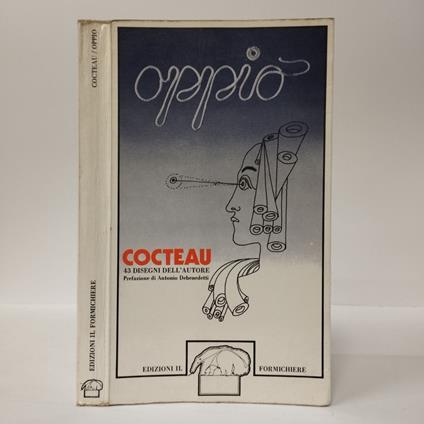 COCTEAU / OPPIO
EDIZIONI IL FORMICHIERE
oppio
COCTEAU
43 DISEGNI DELL'AUTORE
Prefazione di Antonio Debenedetti
EDIZIONI IL FORMICHIERE